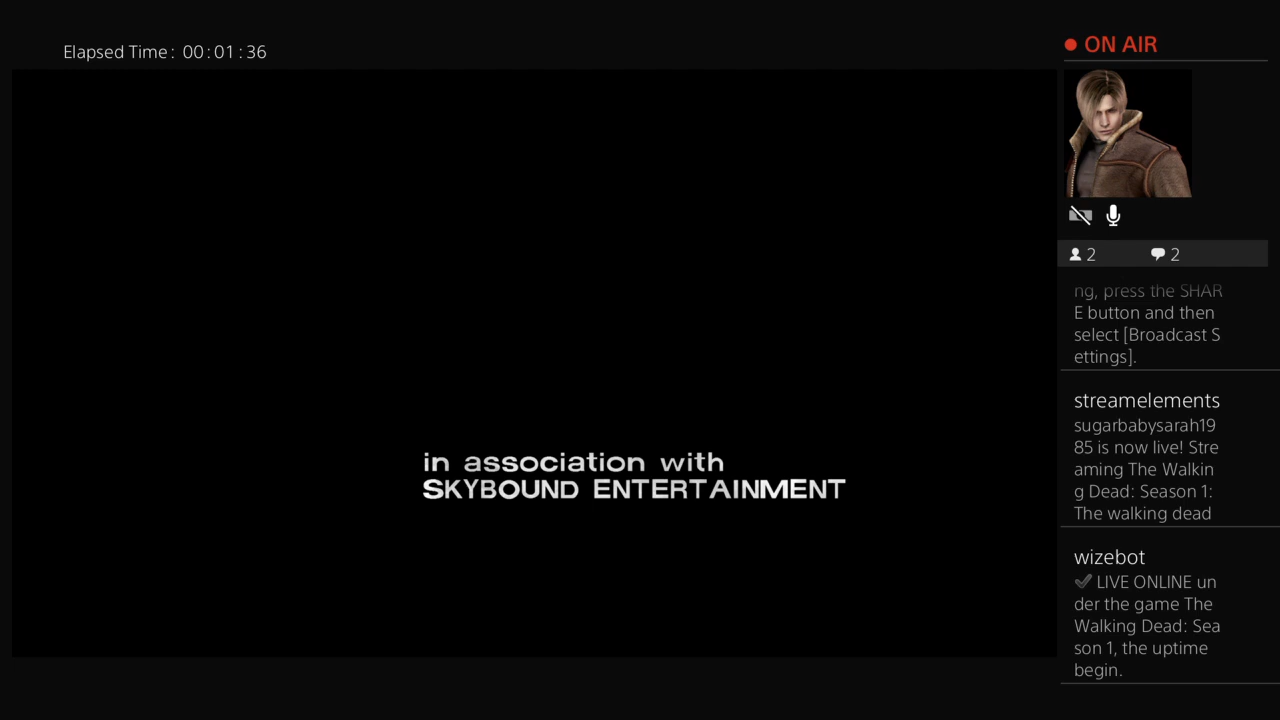 Elapsed Time: 00:01:36
ON AIR
2 2
ng, press the SHAR
E button and then
select [Broadcast S
ettings].
streamelements
sugarbabysarah19
85 is now live! Stre
aming The Walkin
g Dead: Season 1:
The walking dead
wizebot
✔ LIVE ONLINE un
der the game The
Walking Dead: Sea
son 1, the uptime
begin.
in association with
SKYBOUND ENTERTAINMENT